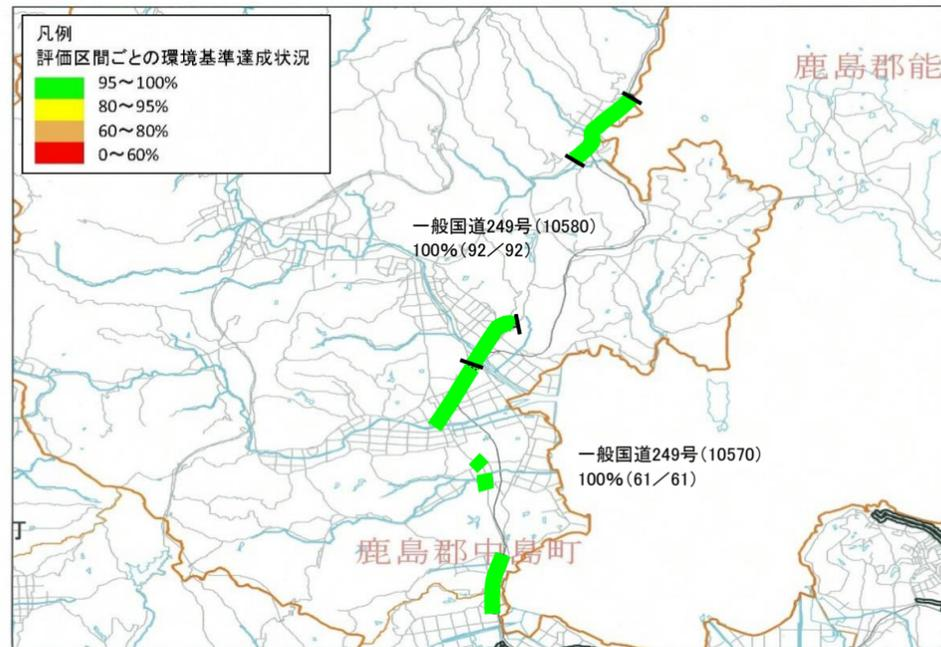 凡例
評価区間ごとの環境基準達成状況
95～100%
80～95%
60～80%
0～60%
鹿島郡能
一般国道249号(10580)
100%(92／92)
一般国道249号(10570)
100%(61／61)
鹿島郡中島町
町